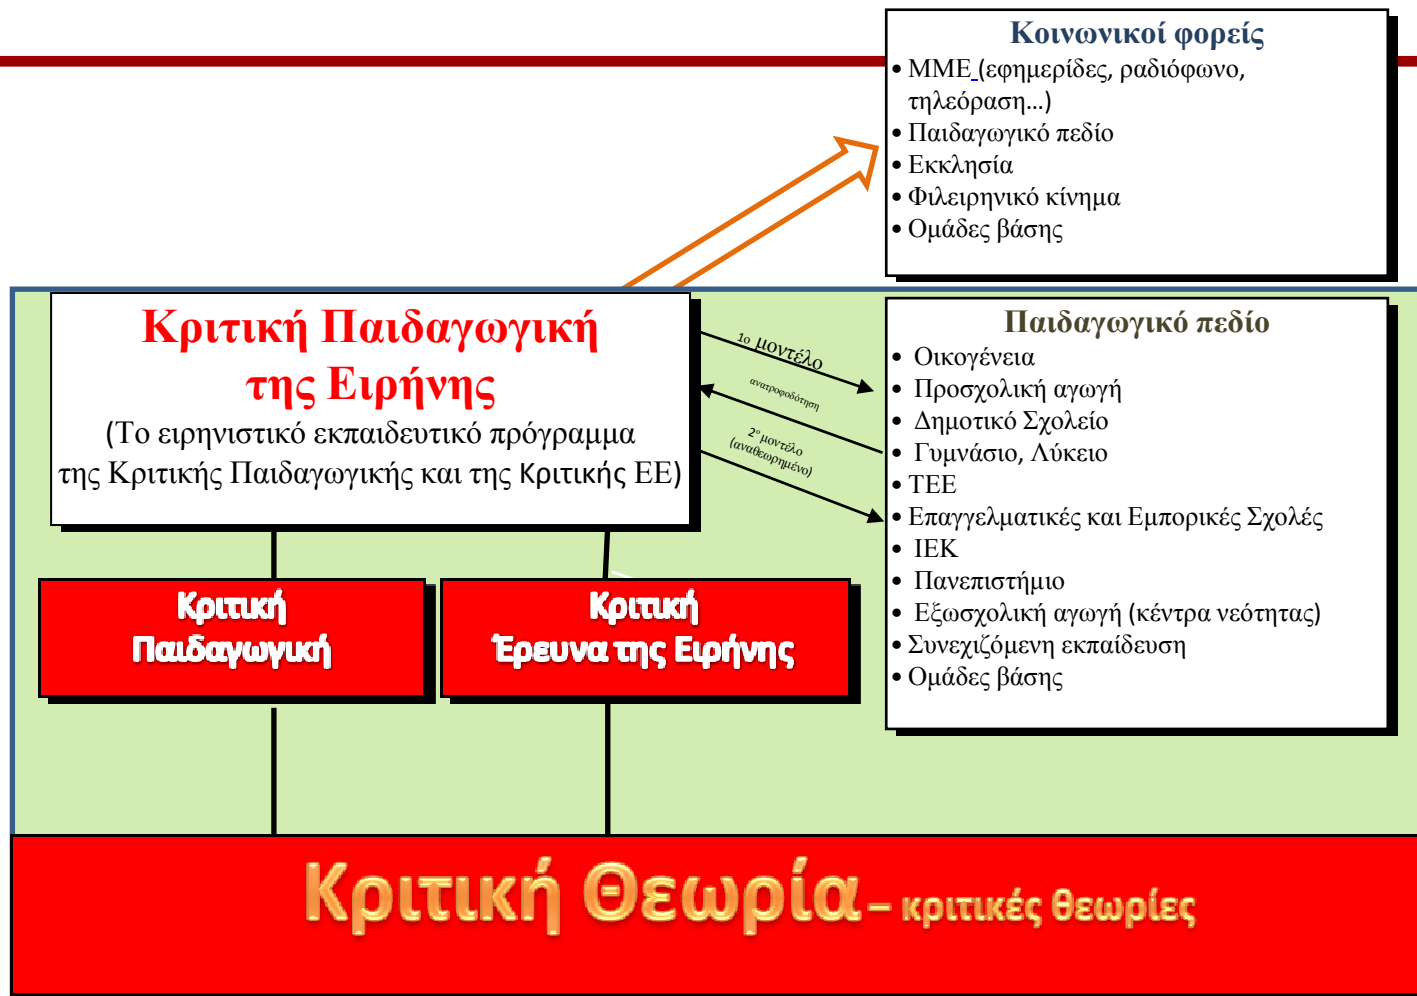 Κοινωνικοί φορείς
• ΜΜΕ (εφημερίδες, ραδιόφωνο,
τηλεόραση...)
• Παιδαγωγικό πεδίο
• Εκκλησία
• Φιλειρηνικό κίνημα
• Ομάδες βάσης
Κριτική Παιδαγωγική
της Ειρήνης
(Το ειρηνιστικό εκπαιδευτικό πρόγραμμα
της Κριτικής Παιδαγωγικής και της Κριτικής ΕΕ)
1ο μοντέλο
ανατροφοδότηση
2° μοντέλο
(αναθεωρημένο)
Παιδαγωγικό πεδίο
• Οικογένεια
• Προσχολική αγωγή
• Δημοτικό Σχολείο
• Γυμνάσιο, Λύκειο
• ΤΕΕ
• Επαγγελματικές και Εμπορικές Σχολές
• ΙΕΚ
• Πανεπιστήμιο
• Εξωσχολική αγωγή (κέντρα νεότητας)
• Συνεχιζόμενη εκπαίδευση
• Ομάδες βάσης
Κριτική
Παιδαγωγική
Κριτική
Έρευνα της Ειρήνης
Κριτική Θεωρία – κριτικές θεωρίες